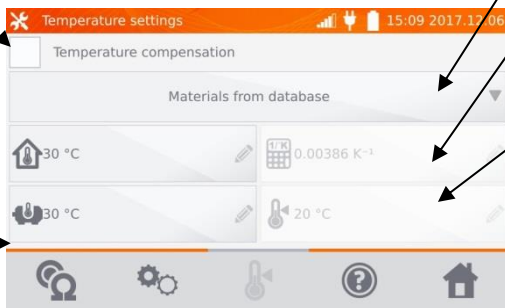 Temperature settings 15:09 2017.12.06
Temperature compensation
Materials from database
30 °C 1/°K 0.00386 K⁻¹
30 °C 20 °C